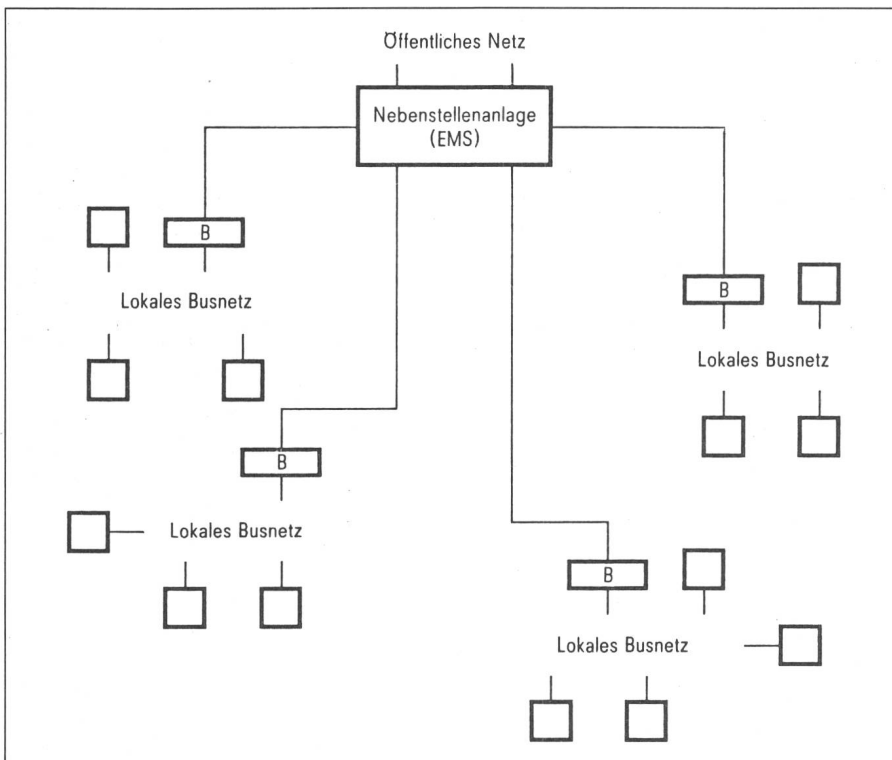 Öffentliches Netz
Nebenstellenanlage
(EMS)
B
Lokales Busnetz
B
Lokales Busnetz
B
Lokales Busnetz
B
Lokales Busnetz